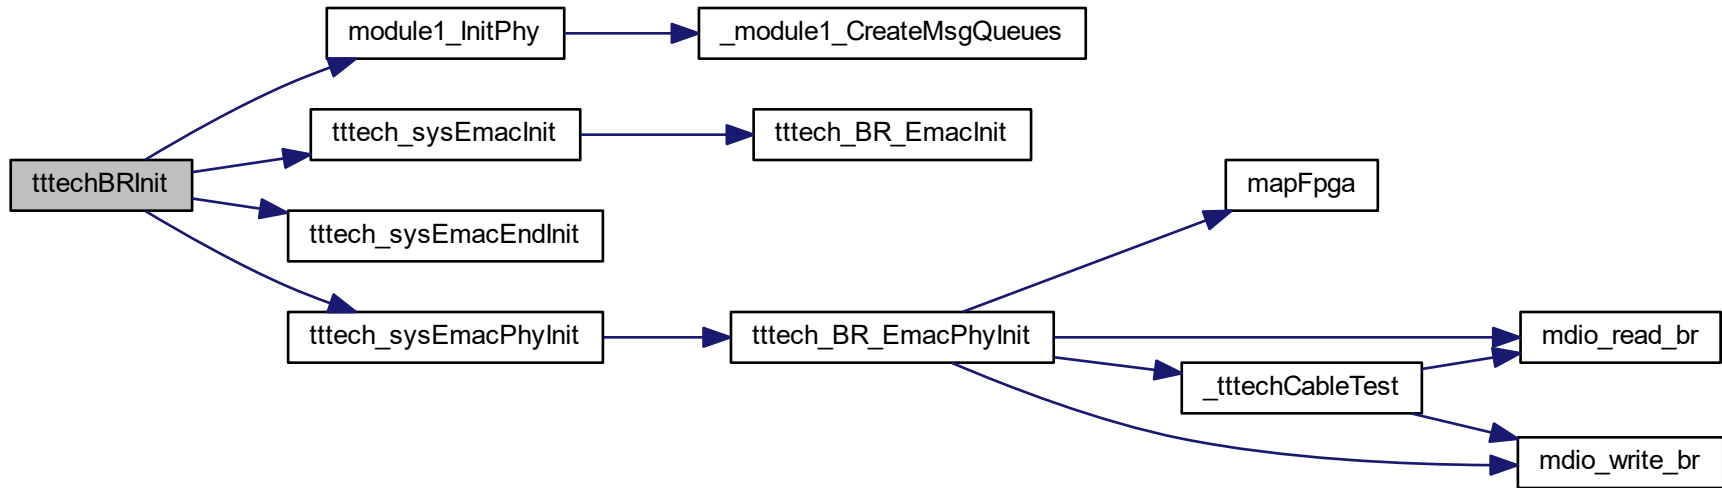 module1_InitPhy
_module1_CreateMsgQueues
tttech_sysEmacInit
tttech_BR_EmacInit
tttechBRInit
mapFpga
tttech_sysEmacEndInit
tttech_sysEmacPhyInit
tttech_BR_EmacPhyInit
mdio_read_br
_tttechCableTest
mdio_write_br